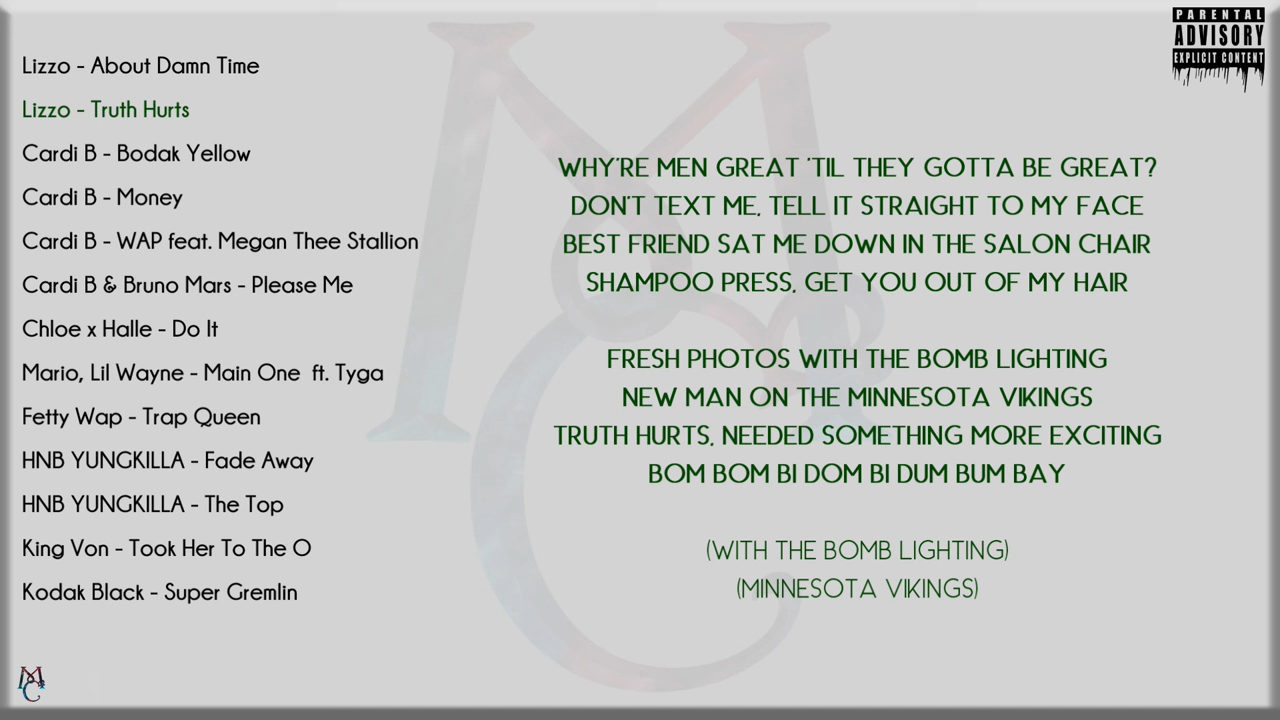 PARENTAL
ADVISORY
EXPLICIT CONTENT
Lizzo - About Damn Time
Lizzo - Truth Hurts
Cardi B - Bodak Yellow
Cardi B - Money
Cardi B - WAP feat. Megan Thee Stallion
Cardi B & Bruno Mars - Please Me
Chloe x Halle - Do It
Mario, Lil Wayne - Main One  ft. Tyga
Fetty Wap - Trap Queen
HNB YUNGKILLA - Fade Away
HNB YUNGKILLA - The Top
King Von - Took Her To The O
Kodak Black - Super Gremlin
WHY'RE MEN GREAT 'TIL THEY GOTTA BE GREAT?
DON'T TEXT ME, TELL IT STRAIGHT TO MY FACE
BEST FRIEND SAT ME DOWN IN THE SALON CHAIR
SHAMPOO PRESS, GET YOU OUT OF MY HAIR
FRESH PHOTOS WITH THE BOMB LIGHTING
NEW MAN ON THE MINNESOTA VIKINGS
TRUTH HURTS, NEEDED SOMETHING MORE EXCITING
BOM BOM BI DOM BI DUM BUM BAY
(WITH THE BOMB LIGHTING)
(MINNESOTA VIKINGS)
MC